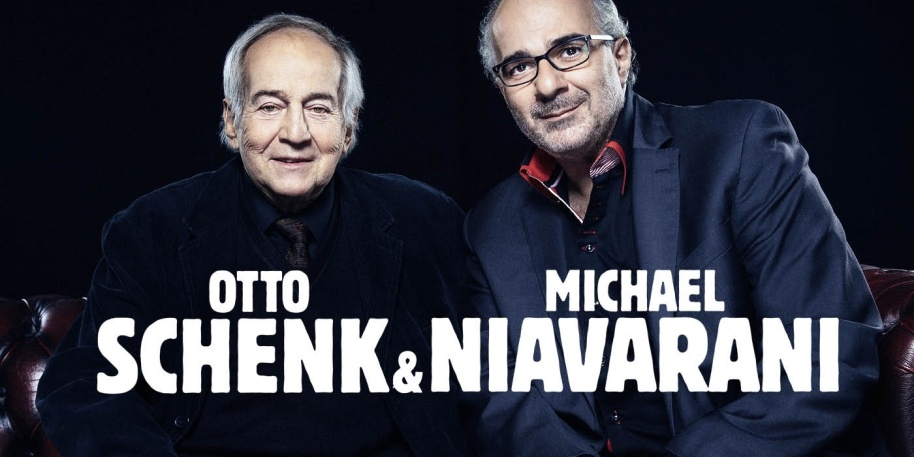 OTTO MICHAEL
SCHENK & NIAVARANI